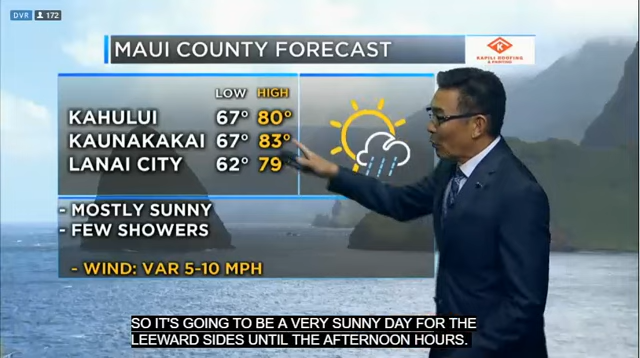 DVR 172
MAUI COUNTY FORECAST
K
KAPILI ROOFING
& PAINTING
LOW HIGH
KAHULUI 67° 80°
KAUNAKAKAI 67° 83°
LANAI CITY 62° 79
- MOSTLY SUNNY
- FEW SHOWERS
- WIND: VAR 5-10 MPH
SO IT'S GOING TO BE A VERY SUNNY DAY FOR THE
LEEWARD SIDES UNTIL THE AFTERNOON HOURS.